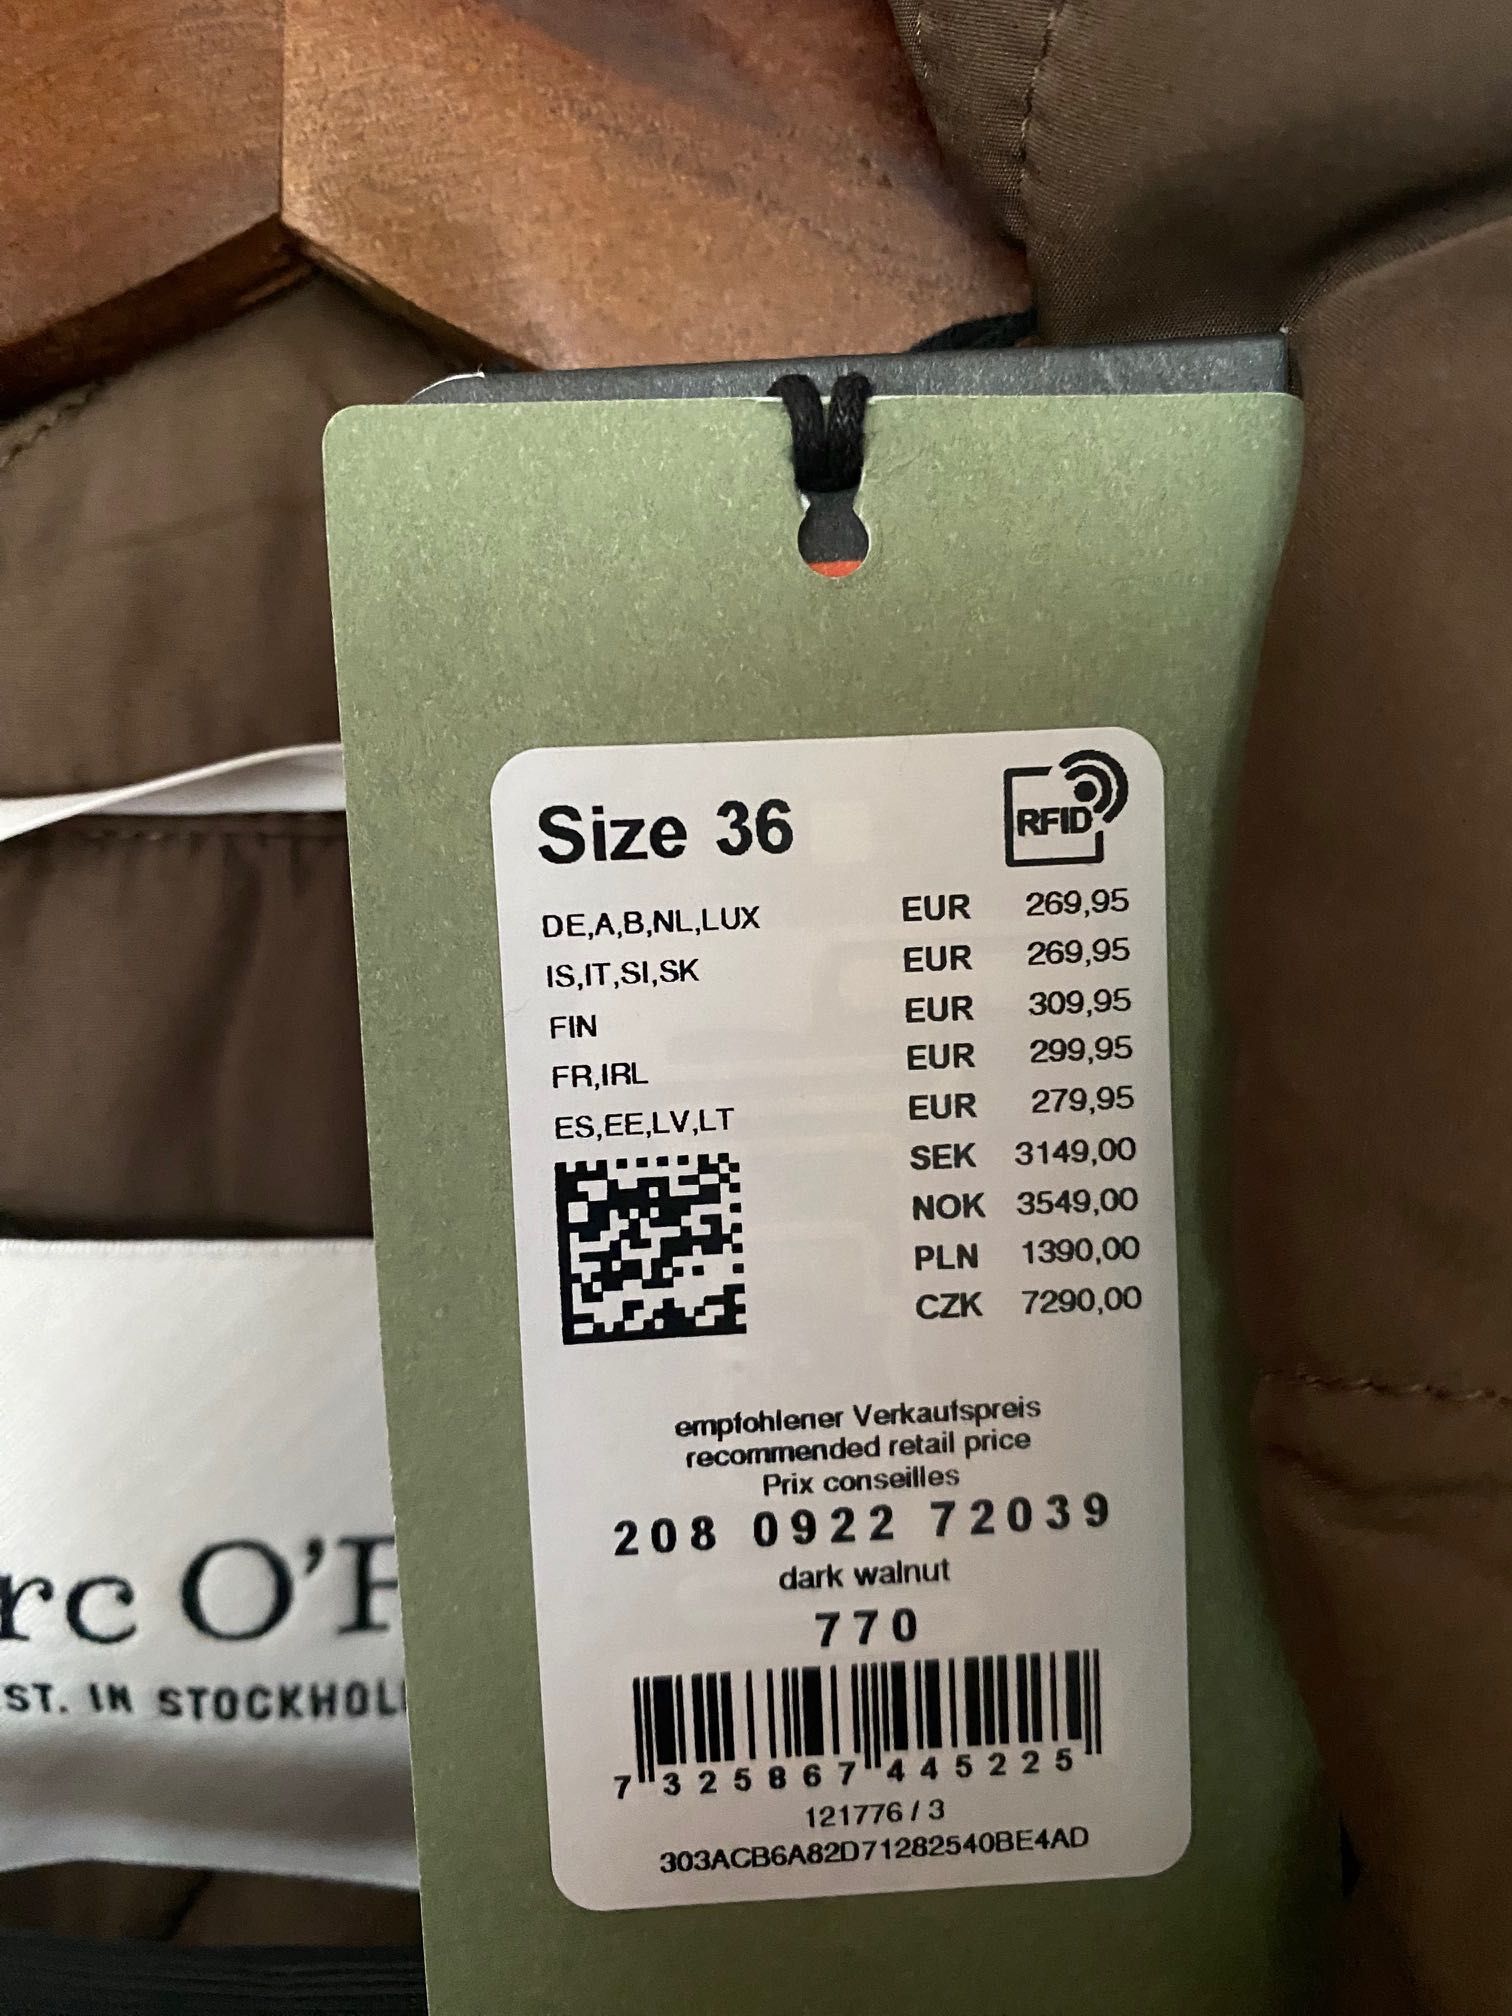 Size 36
RFID
DE,A,B,NL,LUX EUR 269,95
IS,IT,SI,SK EUR 269,95
FIN EUR 309,95
FR,IRL EUR 299,95
ES,EE,LV,LT EUR 279,95
SEK 3149,00
NOK 3549,00
PLN 1390,00
CZK 7290,00
empfohlener Verkaufspreis
recommended retail price
Prix conseilles
208 0922 72039
dark walnut
770
7 325867 445225
121776 / 3
303ACB6A82D71282540BE4AD
rc O'P
ST. IN STOCKHOL